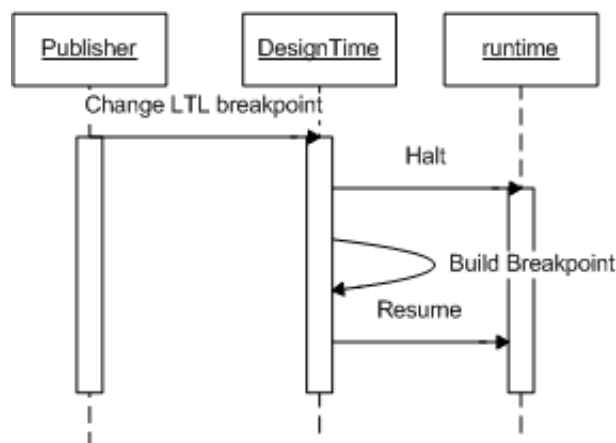 Publisher
DesignTime
runtime
Change LTL breakpoint
Halt
Build Breakpoint
Resume